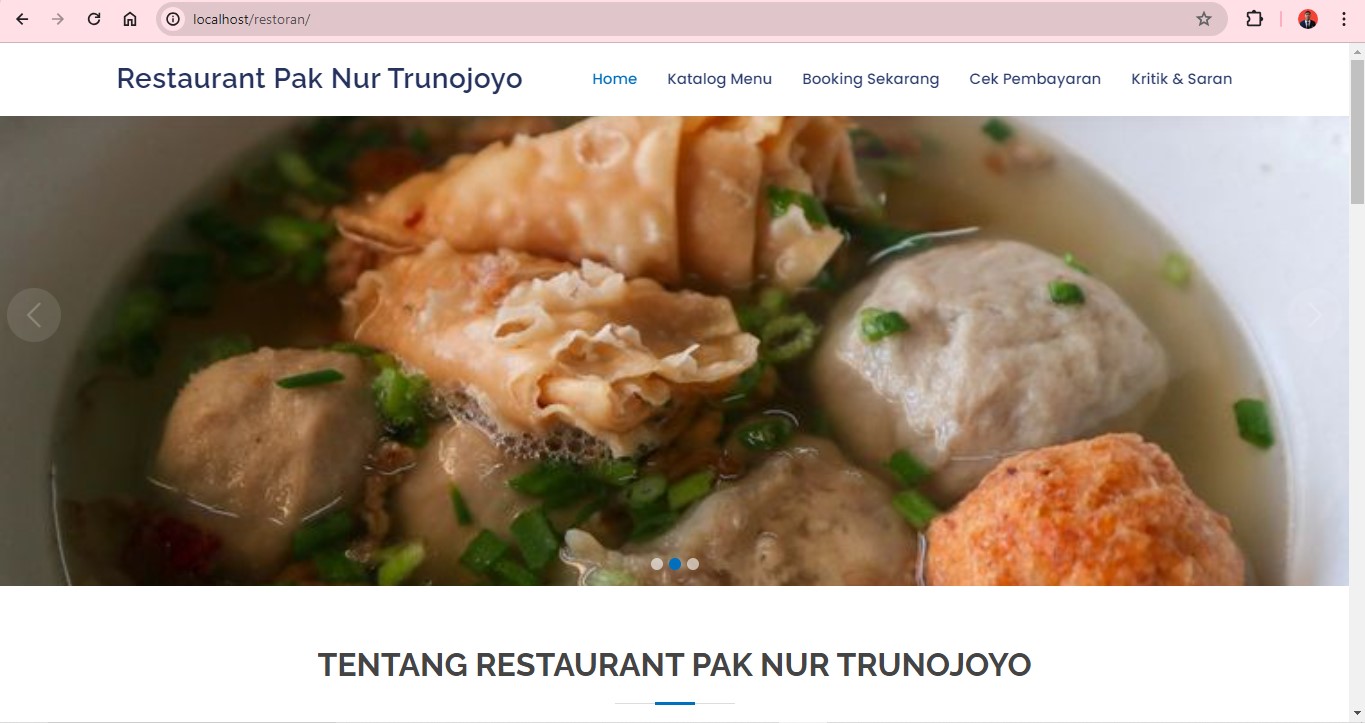 localhost/restoran/
Restaurant Pak Nur Trunojoyo
Home Katalog Menu Booking Sekarang Cek Pembayaran Kritik & Saran
TENTANG RESTAURANT PAK NUR TRUNOJOYO